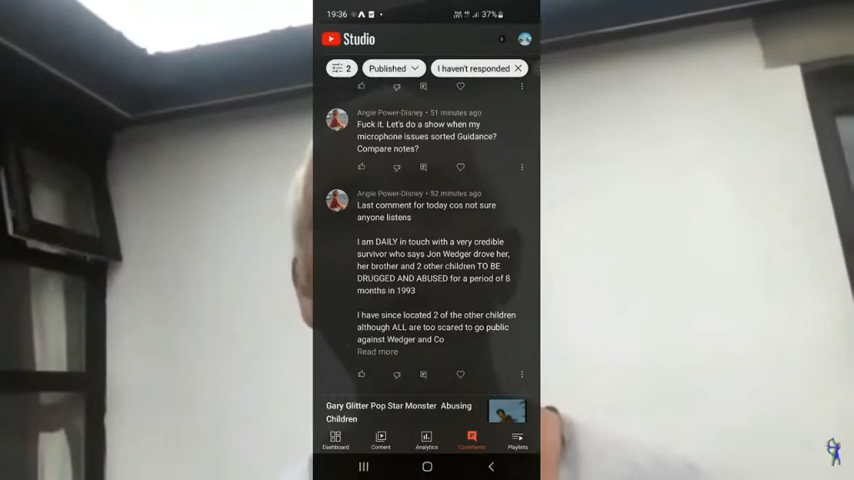 19:36
37%
Studio
2
Published
I haven't responded
Angie Power-Disney • 51 minutes ago
Fuck it. Let's do a show when my
microphone issues sorted Guidance?
Compare notes?
Angie Power-Disney • 52 minutes ago
Last comment for today cos not sure
anyone listens
I am DAILY in touch with a very credible
survivor who says Jon Wedger drove her,
her brother and 2 other children TO BE
DRUGGED AND ABUSED for a period of 8
months in 1993
I have since located 2 of the other children
although ALL are too scared to go public
against Wedger and Co
Read more
Gary Glitter Pop Star Monster Abusing
Children
Dashboard
Content
Analytics
Comments
Playlists